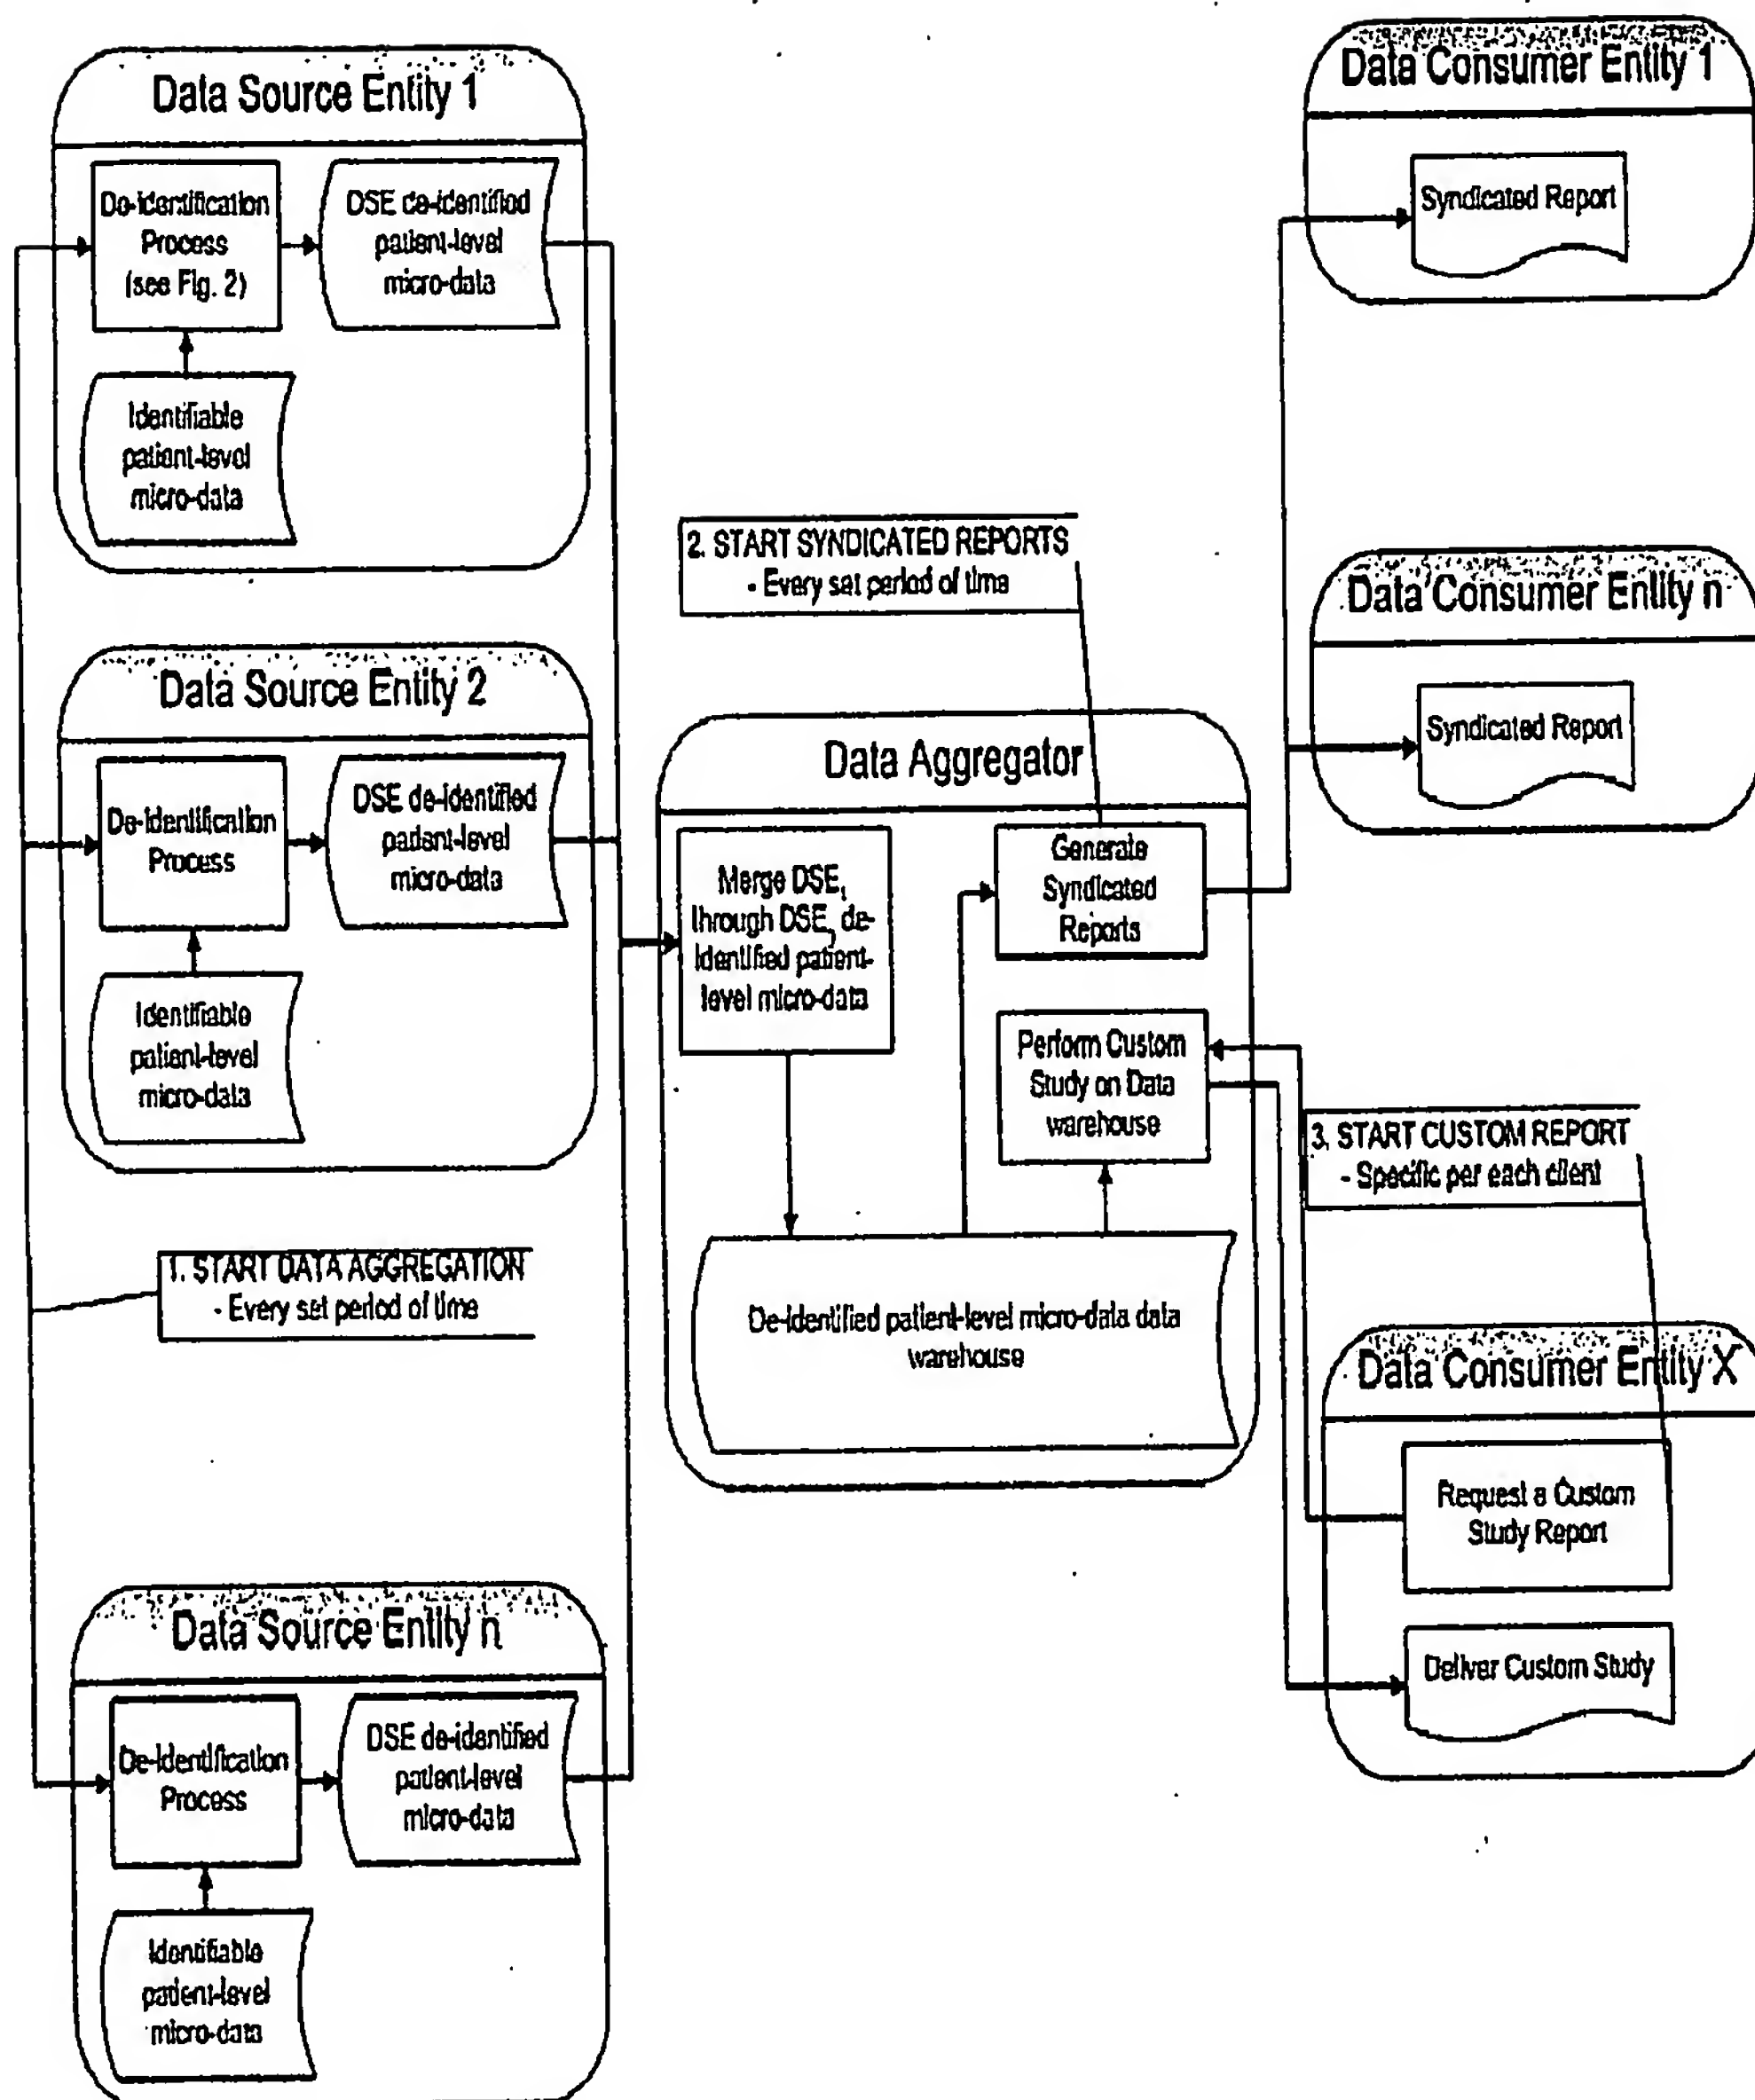 Data Source Entity 1
De-identification
Process
(see Fig. 2)
DSE de-identified
patient-level
micro-data
Identifiable
patient-level
micro-data
Data Source Entity 2
De-identification
Process
DSE de-identified
patient-level
micro-data
Identifiable
patient-level
micro-data
1. START DATA AGGREGATION
- Every set period of time
Data Source Entity n
De-identification
Process
DSE de-identified
patient-level
micro-data
Identifiable
patient-level
micro-data
2. START SYNDICATED REPORTS
- Every set period of time
Data Aggregator
Merge DSE,
through DSE, de-
identified patient-
level micro-data
Generate
Syndicated
Reports
Perform Custom
Study on Data
warehouse
De-identified patient-level micro-data data
warehouse
Data Consumer Entity 1
Syndicated Report
Data Consumer Entity n
Syndicated Report
3. START CUSTOM REPORT
- Specific per each client
Data Consumer Entity X
Request a Custom
Study Report
Deliver Custom Study